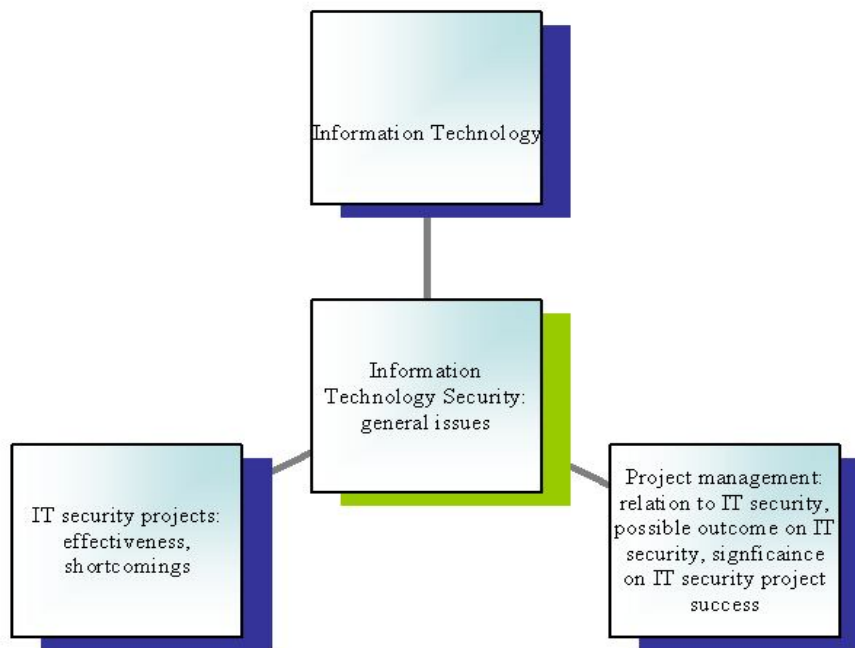 Information Technology
Information
Technology Security:
general issues
IT security projects:
effectiveness,
shortcomings
Project management:
relation to IT security,
possible outcome on IT
security, signficaince
on IT security project
success